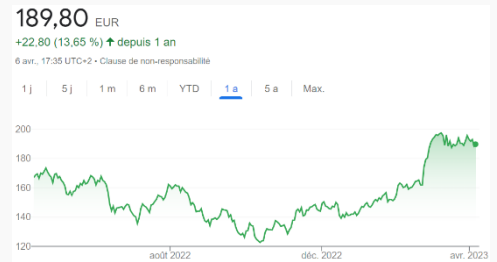 189,80 EUR
+22,80 (13,65 %) ↑ depuis 1 an
6 avr., 17:35 UTC+2 • Clause de non-responsabilité
1 j 5 j 1 m 6 m YTD 1 a 5 a Max.
200
180
160
140
120
août 2022 déc. 2022 avr. 2023